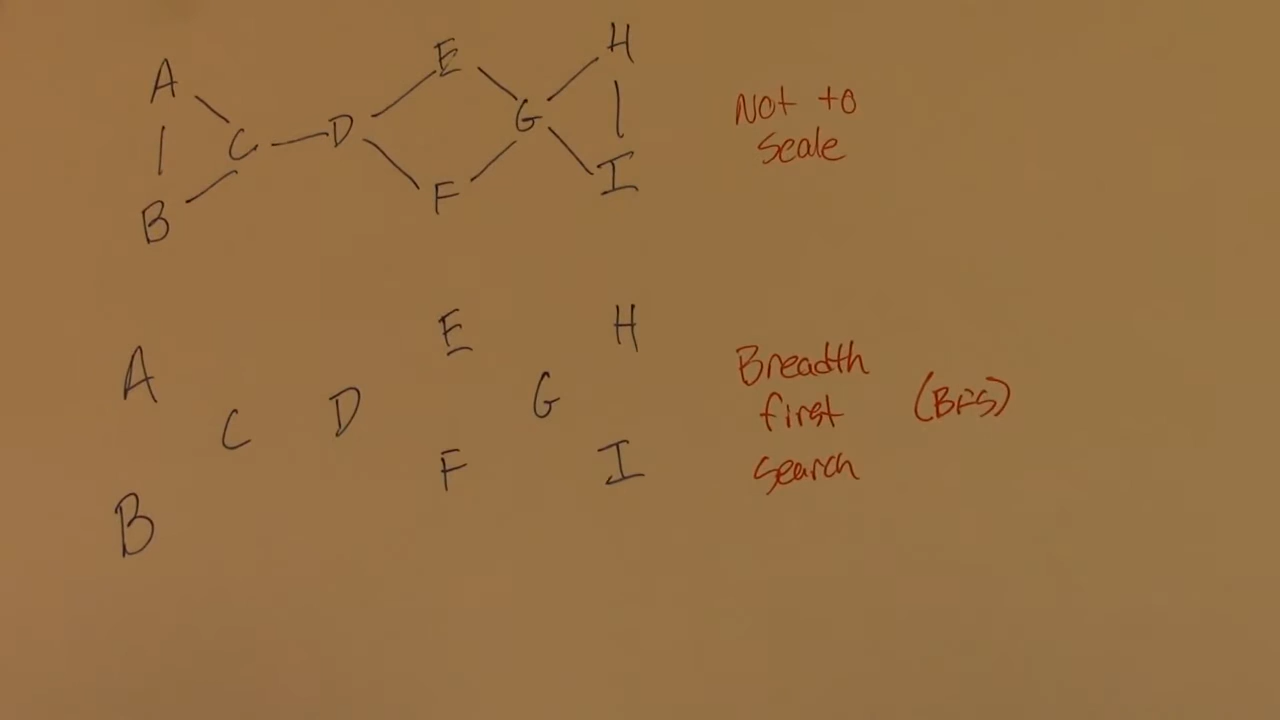 A
E
H
C
D
G
B
F
I
Not to
Scale
A
E
H
C
D
G
F
I
B
Breadth
first
search
(BFS)